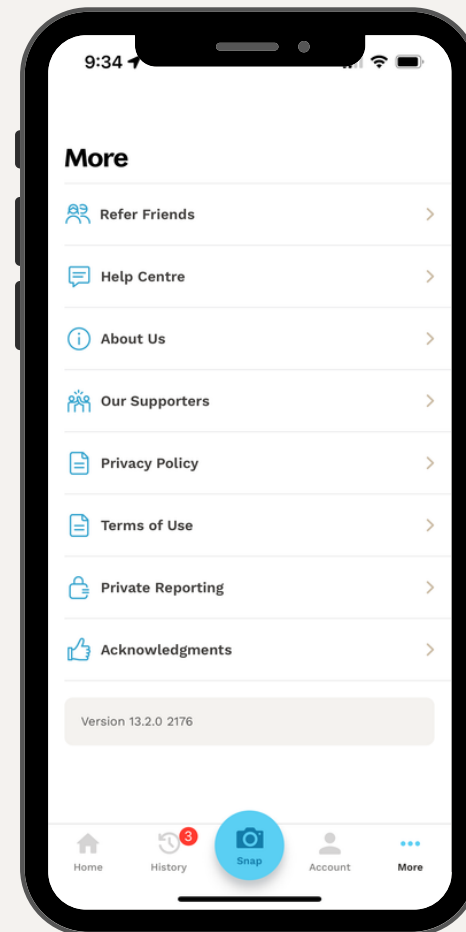 9:34
More
Refer Friends
Help Centre
About Us
Our Supporters
Privacy Policy
Terms of Use
Private Reporting
Acknowledgments
Version 13.2.0 2176
3
Home
History
Snap
Account
More